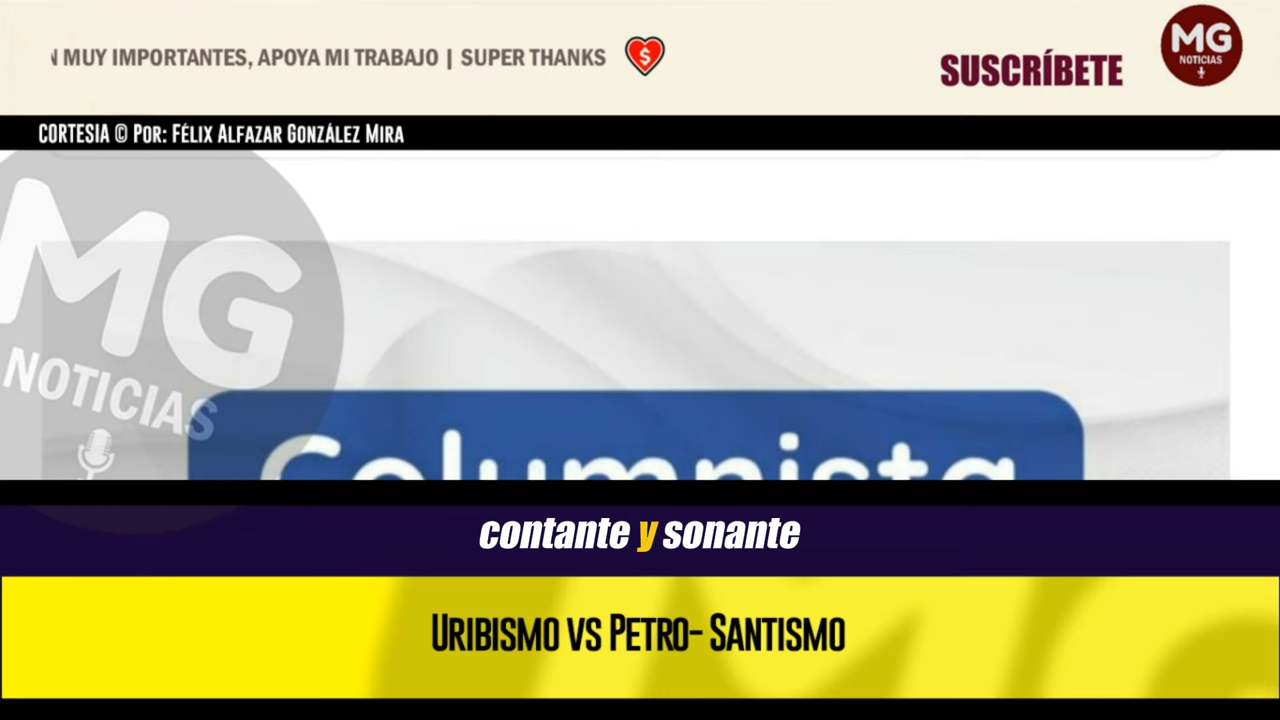 MUY IMPORTANTES, APOYA MI TRABAJO | SUPER THANKS
$
SUSCRÍBETE
MG
NOTICIAS
CORTESIA © Por: Félix Alfazar González Mira
MG
NOTICIAS
Columnista
contante y sonante
Uribismo vs Petro- Santismo